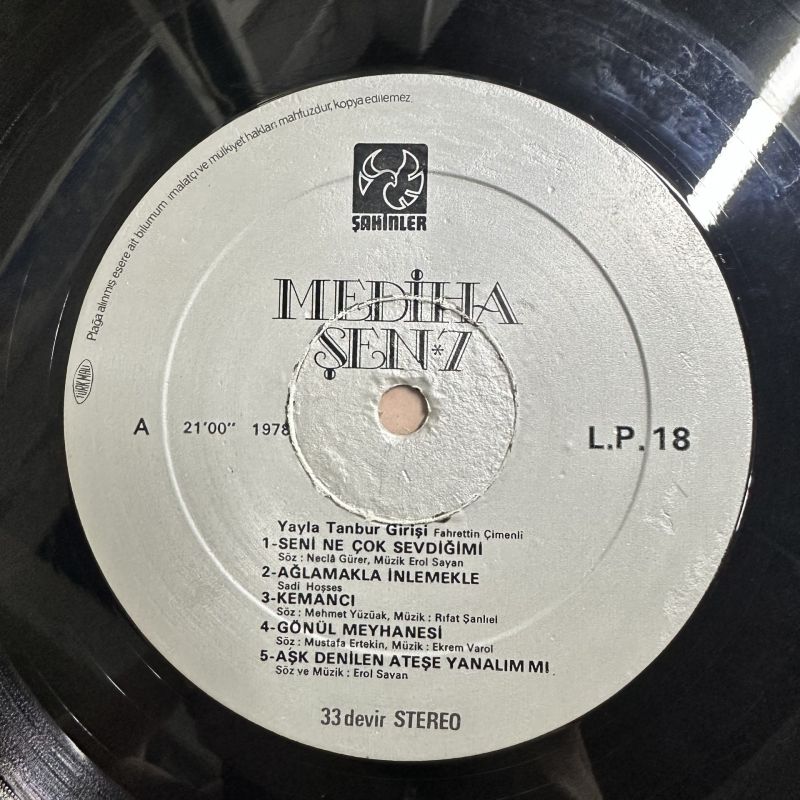 Plağa alınmış esere ait bilumum imalatçı ve mülkiyet hakları mahfuzdur, kopya edilemez.
ŞAHİNLER
MEDİHA
ŞEN*7
TÜRK MALI
A 21'00" 1978
L.P. 18
Yayla Tanbur Girişi Fahrettin Çimenli
1-SENİ NE ÇOK SEVDİĞİMİ
Söz : Neclâ Gürer, Müzik Erol Sayan
2-AĞLAMAKLA İNLEMEKLE
Sadi Hoşses
3-KEMANCI
Söz : Mehmet Yüzüak, Müzik : Rıfat Şanlıel
4-GÖNÜL MEYHANESİ
Söz : Mustafa Ertekin, Müzik : Ekrem Varol
5-AŞK DENİLEN ATEŞE YANALIM MI
Söz ve Müzik : Erol Sayan
33 devir STEREO